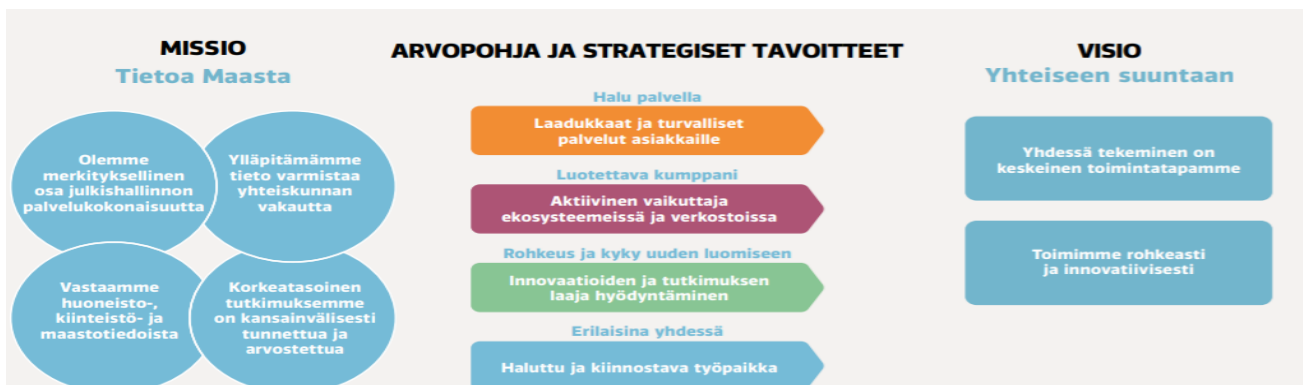 MISSIO
Tietoa Maasta
Olemme
merkityksellinen
osa julkishallinnon
palvelukokonaisuutta
Ylläpitämämme
tieto varmistaa
yhteiskunnan
vakautta
Vastaamme
huoneisto-,
kiinteistö- ja
maastotiedoista
Korkeatasoinen
tutkimuksemme
on kansainvälisesti
tunnettua ja
arvostettua
ARVOPOHJA JA STRATEGISET TAVOITTEET
Halu palvella
Laadukkaat ja turvalliset
palvelut asiakkaille
Luotettava kumppani
Aktiivinen vaikuttaja
ekosysteemeissä ja verkostoissa
Rohkeus ja kyky uuden luomiseen
Innovaatioiden ja tutkimuksen
laaja hyödyntäminen
Erilaisina yhdessä
Haluttu ja kiinnostava työpaikka
VISIO
Yhteiseen suuntaan
Yhdessä tekeminen on
keskeinen toimintatapamme
Toimimme rohkeasti
ja innovatiivisesti